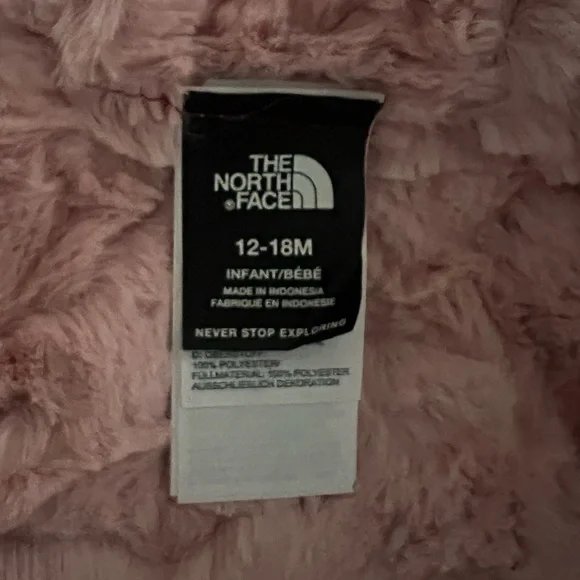 THE
NORTH
FACE
12-18M
INFANT/BÉBÉ
MADE IN INDONESIA
FABRIQUÉ EN INDONÉSIE
NEVER STOP EXPLORING
D: OBERSTOFF:
100% POLYESTER/
FÜLLMATERIAL: 100% POLYESTER,
AUSSCHLIEßLICH DEKORATION